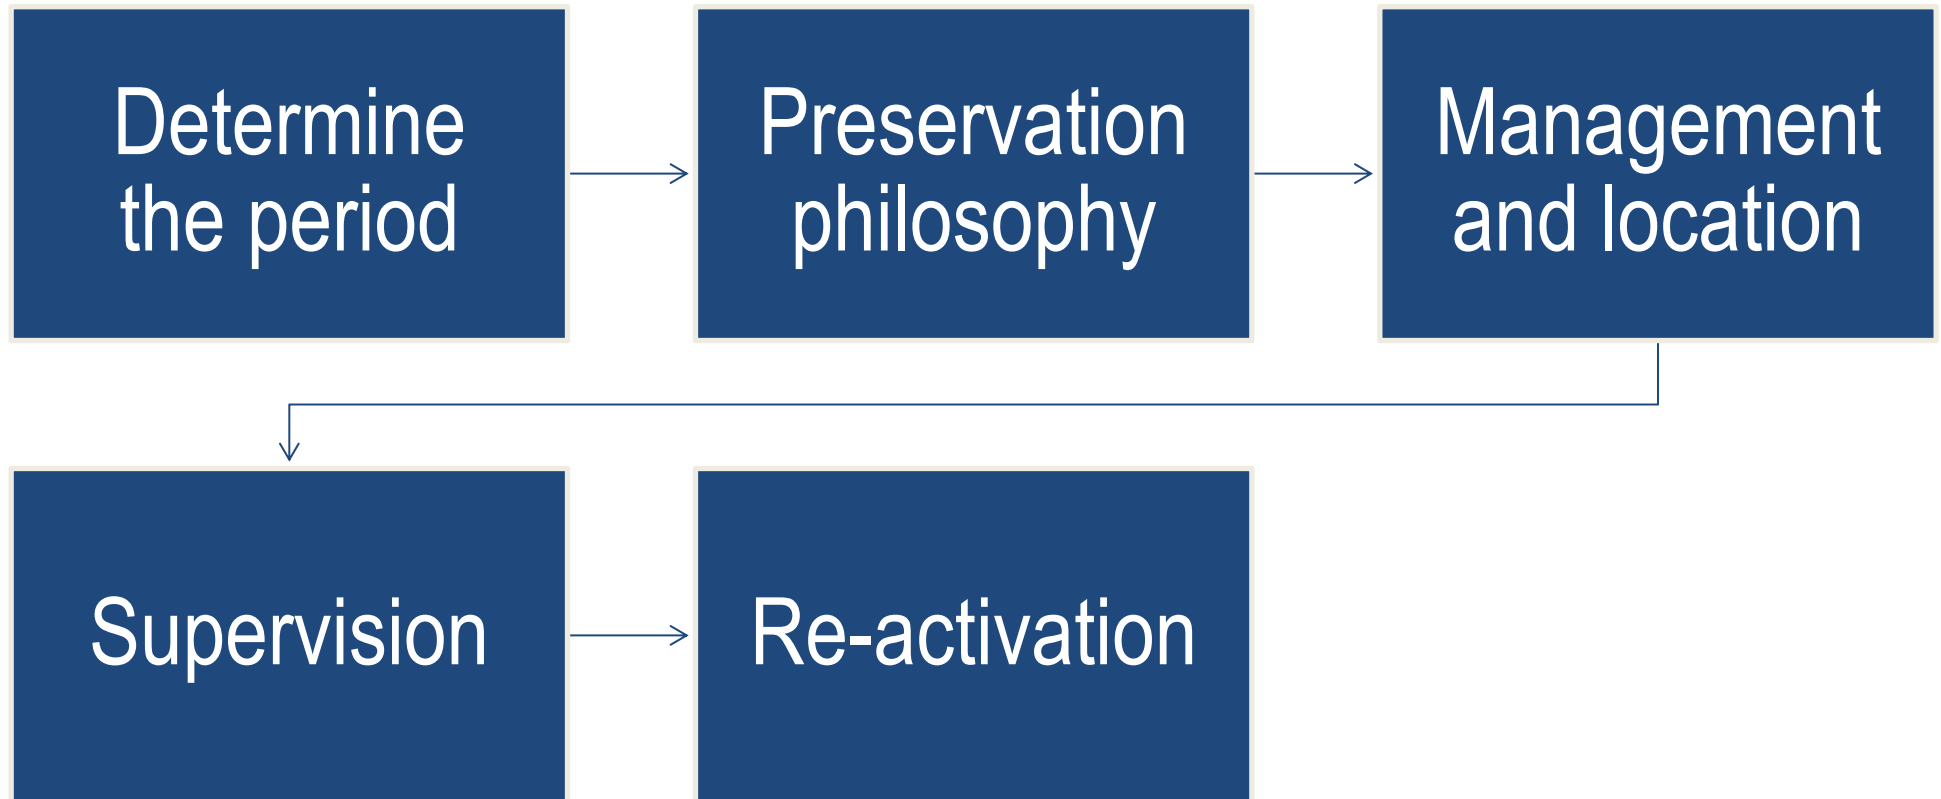 Determine
the period
Preservation
philosophy
Management
and location
Supervision
Re-activation